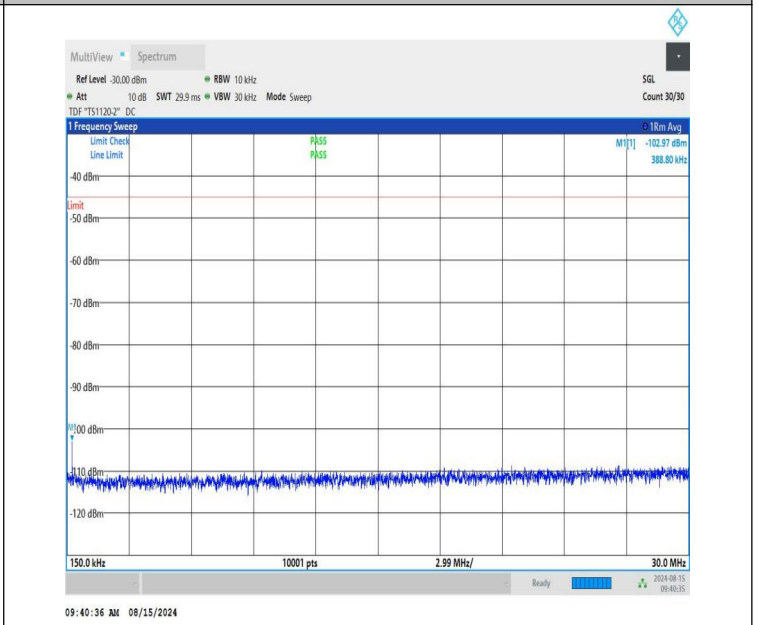 R S
MultiView Spectrum
Ref Level -30.00 dBm RBW 10 kHz SGL
Att 10 dB SWT 29.9 ms VBW 30 kHz Mode Sweep Count 30/30
TDF "TS1120-2" DC
1 Frequency Sweep 1Rm Avg
Limit Check PASS M1[1] -102.97 dBm
Line Limit PASS 388.80 kHz
-40 dBm
Limit
-50 dBm
-60 dBm
-70 dBm
-80 dBm
-90 dBm
M1
-100 dBm
-110 dBm
-120 dBm
150.0 kHz 10001 pts 2.99 MHz/ 30.0 MHz
Ready 2024-08-15
09:40:35
09:40:36 AM 08/15/2024